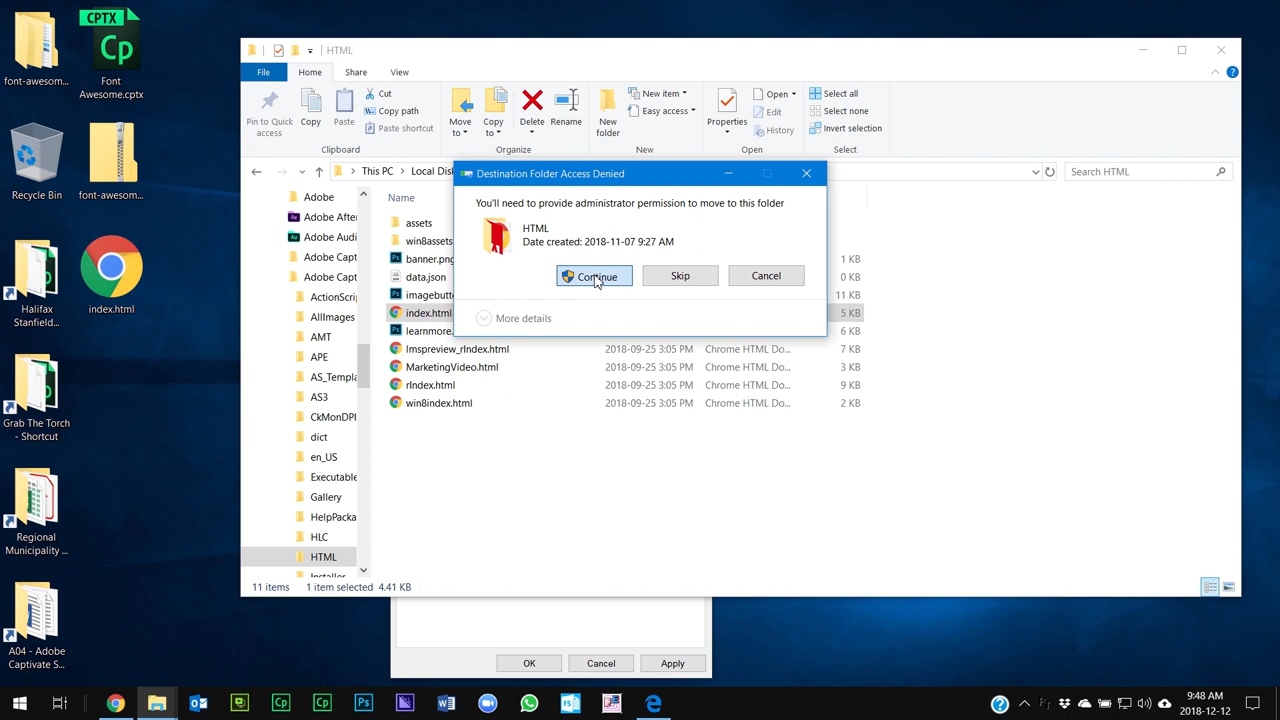 CPTX
Cp
font-awesom...
Font
Awesome.cptx
Recycle Bin
font-awesom...
Halifax
Stanfield...
index.html
Grab The Torch
- Shortcut
Regional
Municipality ...
A04 - Adobe
Captivate S...
HTML
File
Home
Share
View
Pin to Quick
access
Copy
Paste
Cut
Copy path
Paste shortcut
Clipboard
Move
to
Copy
to
Delete
Rename
Organize
New
folder
New item
Easy access
New
Properties
Open
Edit
History
Open
Select all
Select none
Invert selection
Select
This PC
Local Disk
Search HTML
Adobe
Adobe After
Adobe Audi
Adobe Capt
Adobe Capt
ActionScri
AllImages
AMT
APE
AS_Templa
AS3
CkMonDPI
dict
en_US
Executable
Gallery
HelpPacka
HLC
HTML
Installer
Name
assets
win8assets
banner.png 1 KB
data.json 0 KB
imagebutto 11 KB
index.html 5 KB
learnmore. 6 KB
lmspreview_rIndex.html 2018-09-25 3:05 PM Chrome HTML Do... 7 KB
MarketingVideo.html 2018-09-25 3:05 PM Chrome HTML Do... 3 KB
rIndex.html 2018-09-25 3:05 PM Chrome HTML Do... 9 KB
win8index.html 2018-09-25 3:05 PM Chrome HTML Do... 2 KB
Destination Folder Access Denied
You'll need to provide administrator permission to move to this folder
HTML
Date created: 2018-11-07 9:27 AM
Continue
Skip
Cancel
More details
11 items 1 item selected 4.41 KB
OK
Cancel
Apply
9:48 AM
2018-12-12